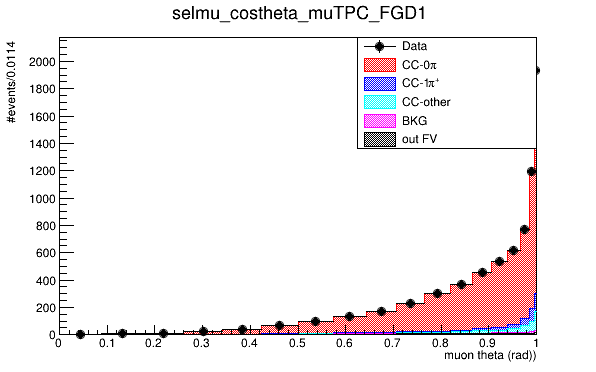 selmu_costheta_muTPC_FGD1
#events/0.0114
Data
CC-0π
CC-1π⁺
CC-other
BKG
out FV
2000
1800
1600
1400
1200
1000
800
600
400
200
0
0 0.1 0.2 0.3 0.4 0.5 0.6 0.7 0.8 0.9 1
muon theta (rad))